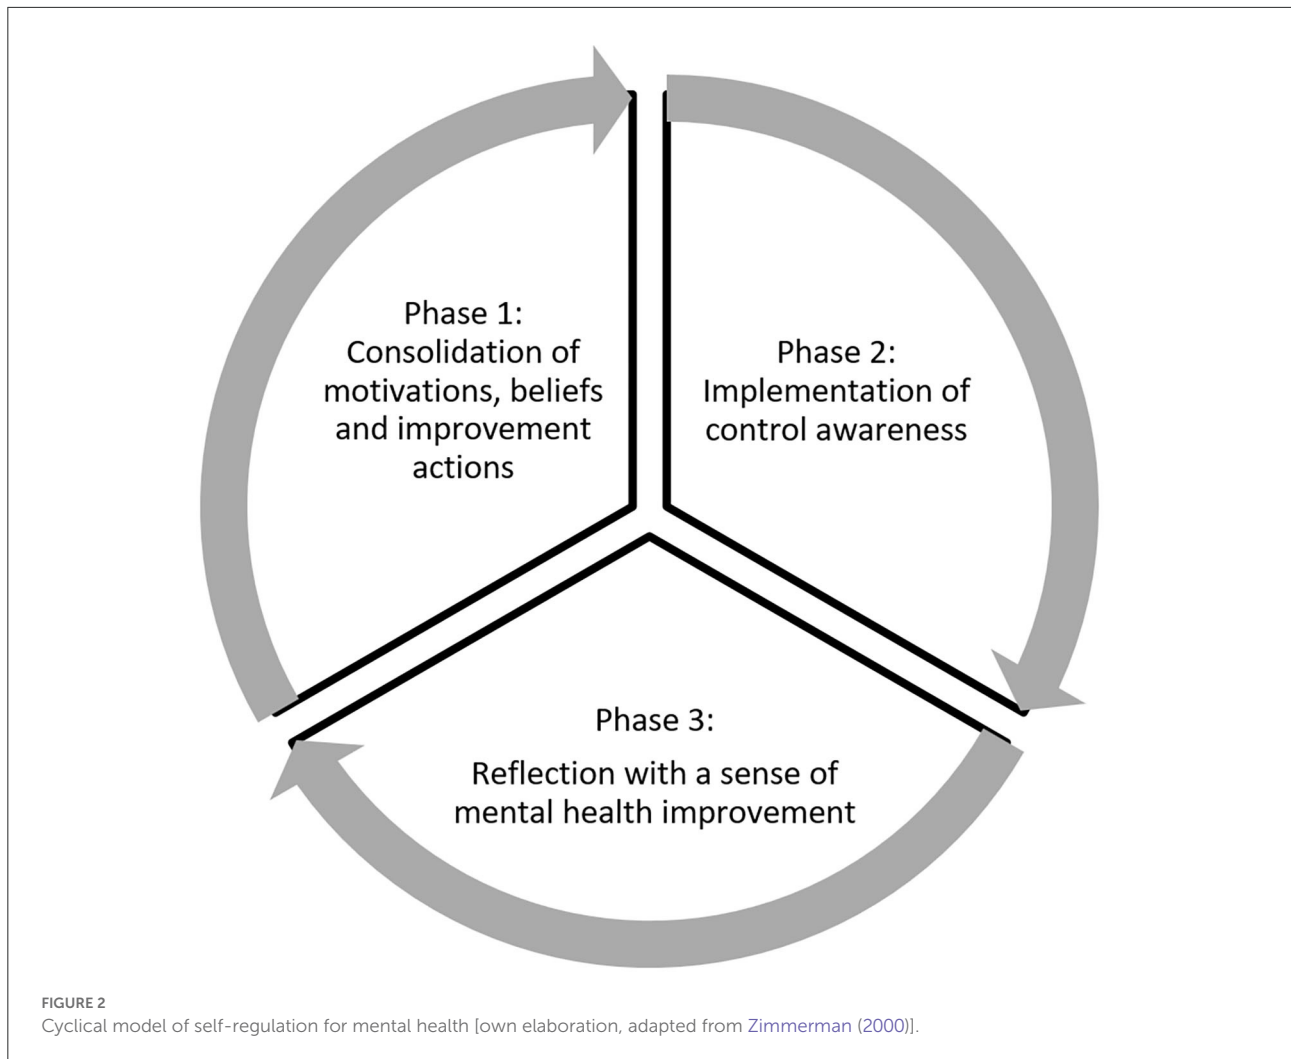 Phase 1:
Consolidation of
motivations, beliefs
and improvement
actions
Phase 2:
Implementation of
control awareness
Phase 3:
Reflection with a sense of
mental health improvement
FIGURE 2
Cyclical model of self-regulation for mental health [own elaboration, adapted from Zimmerman (2000)].